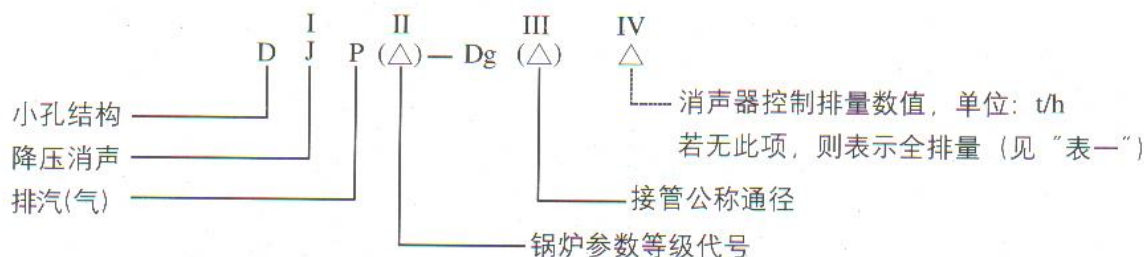 I II III IV
D J P (△) — Dg (△) △
小孔结构
消声器控制排量数值, 单位: t/h
降压消声
若无此项, 则表示全排量 (见 "表一")
排汽(气)
接管公称通径
锅炉参数等级代号